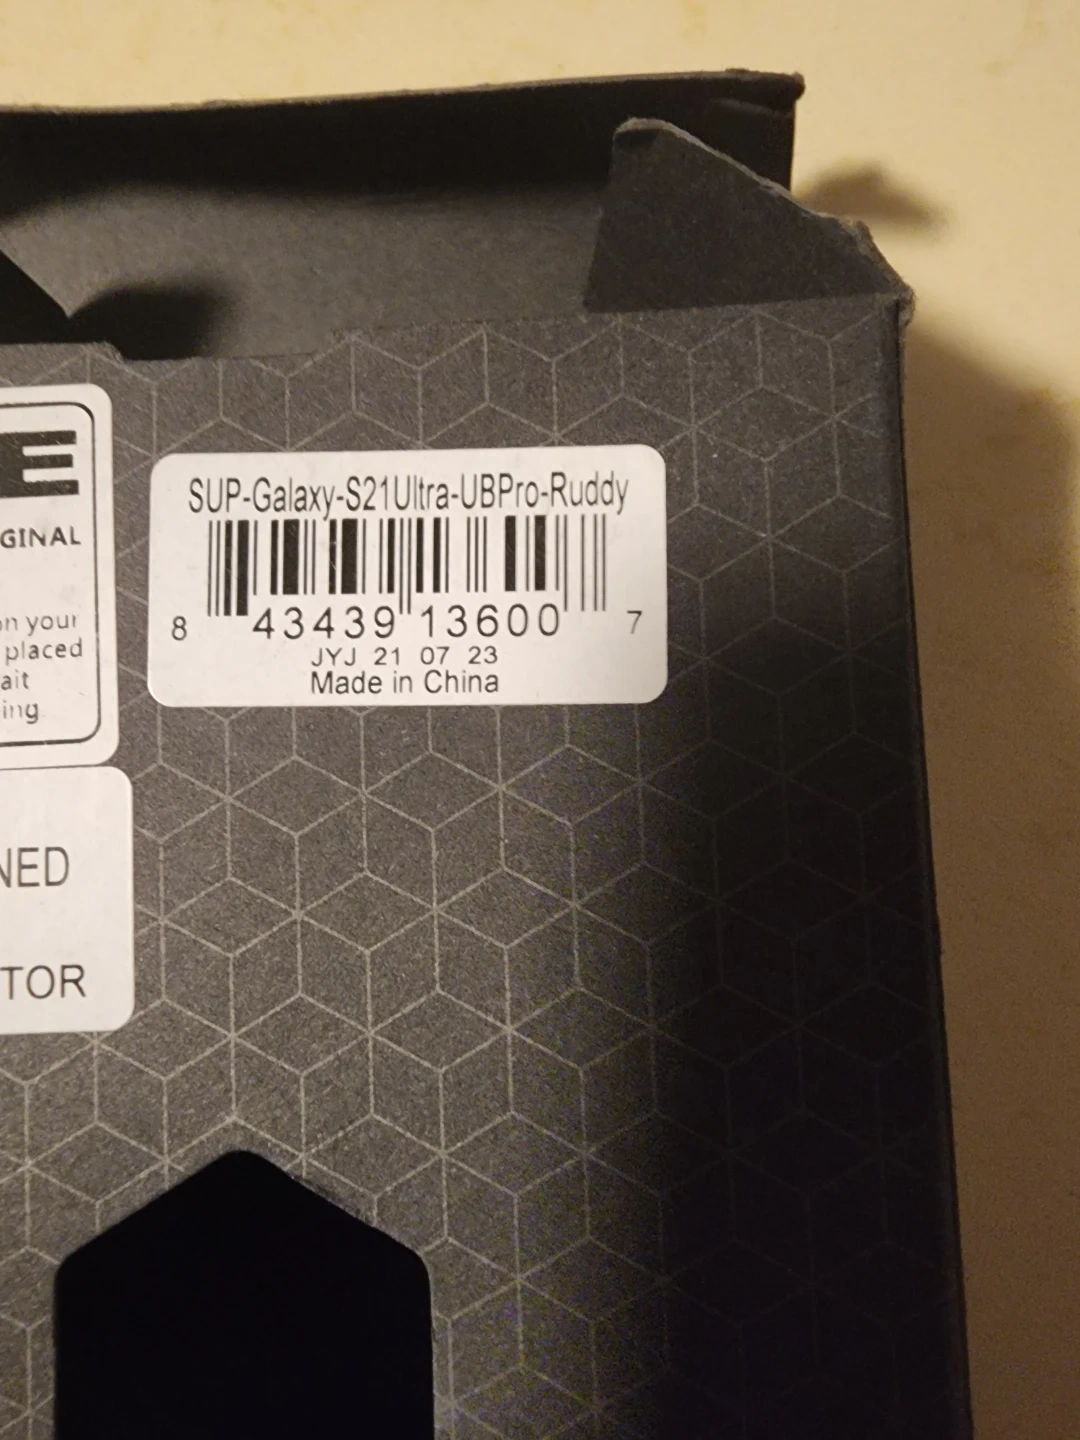 E
GINAL
on your
placed
ait
ing
SUP-Galaxy-S21Ultra-UBPro-Ruddy
8 43439 13600 7
JYJ 21 07 23
Made in China
NED
TOR